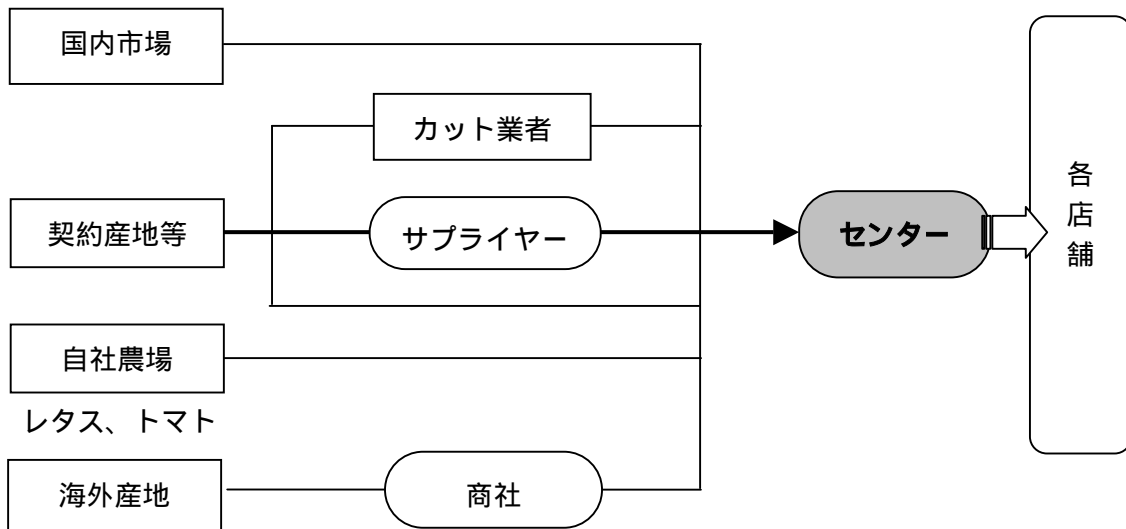 国内市場
カット業者
契約産地等
サプライヤー
センター
各店舗
自社農場
レタス、トマト
海外産地
商社